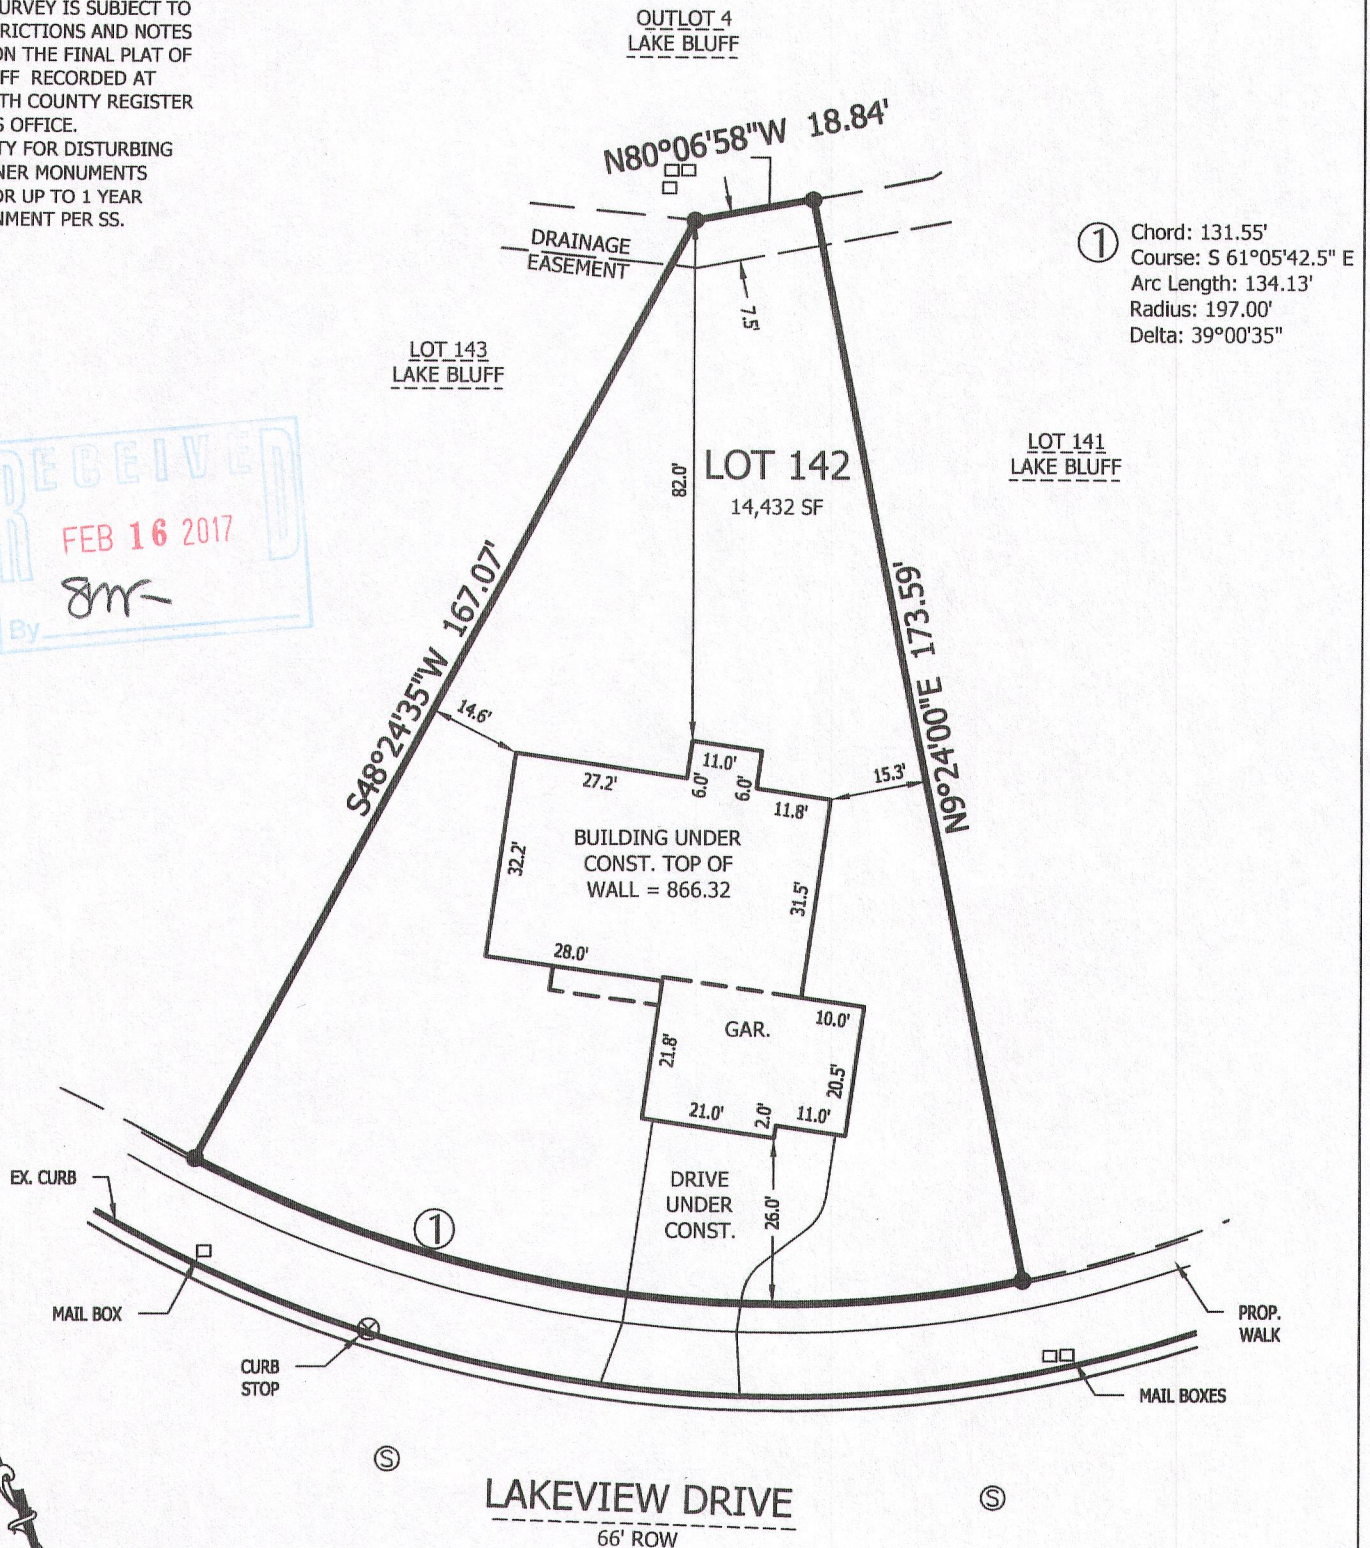 URVEY IS SUBJECT TO
RICTIONS AND NOTES
ON THE FINAL PLAT OF
FF RECORDED AT
TH COUNTY REGISTER
S OFFICE.
TY FOR DISTURBING
NER MONUMENTS
OR UP TO 1 YEAR
NMENT PER SS.
OUTLOT 4
LAKE BLUFF
N80°06'58"W 18.84'
DRAINAGE
EASEMENT
7.5'
1
Chord: 131.55'
Course: S 61°05'42.5" E
Arc Length: 134.13'
Radius: 197.00'
Delta: 39°00'35"
LOT 143
LAKE BLUFF
LOT 141
LAKE BLUFF
RECEIVED
FEB 16 2017
By
82.0'
LOT 142
14,432 SF
S48°24'35"W 167.07'
N9°24'00"E 173.59'
14.6'
27.2'
11.0'
6.0'
6.0'
11.8'
15.3'
BUILDING UNDER
CONST. TOP OF
WALL = 866.32
32.2'
31.5'
28.0'
GAR.
10.0'
21.8'
20.5'
21.0'
2.0'
11.0'
DRIVE
UNDER
CONST.
26.0'
EX. CURB
1
MAIL BOX
CURB
STOP
PROP.
WALK
MAIL BOXES
S
S
LAKEVIEW DRIVE
66' ROW